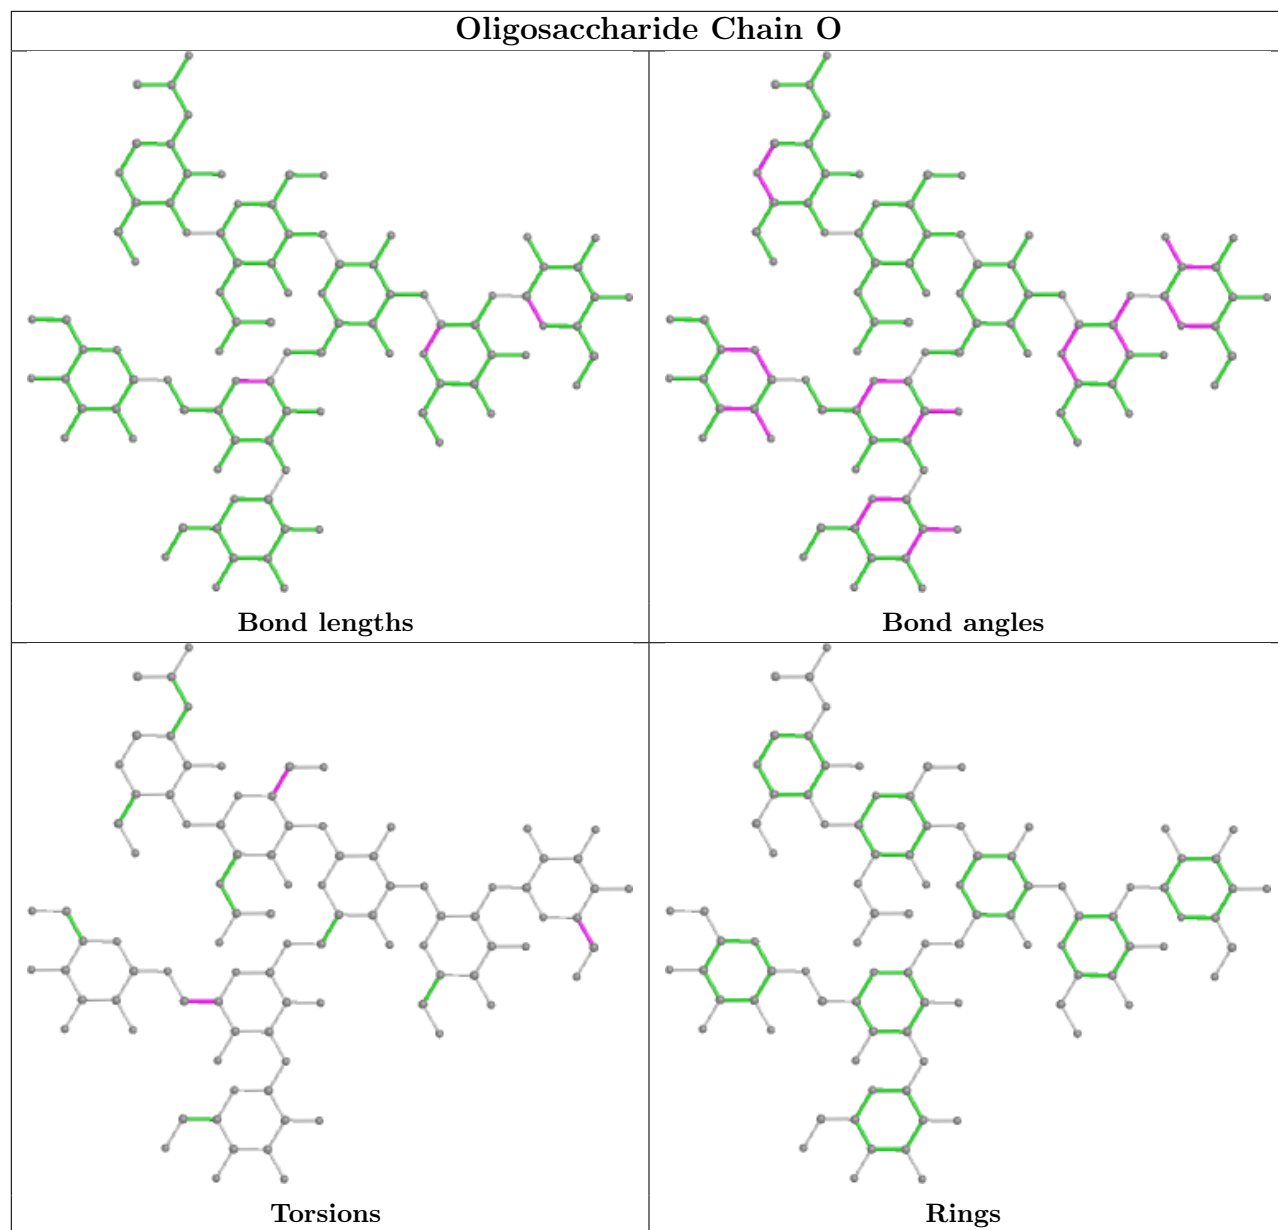 Oligosaccharide Chain O
Bond lengths
Bond angles
Torsions
Rings